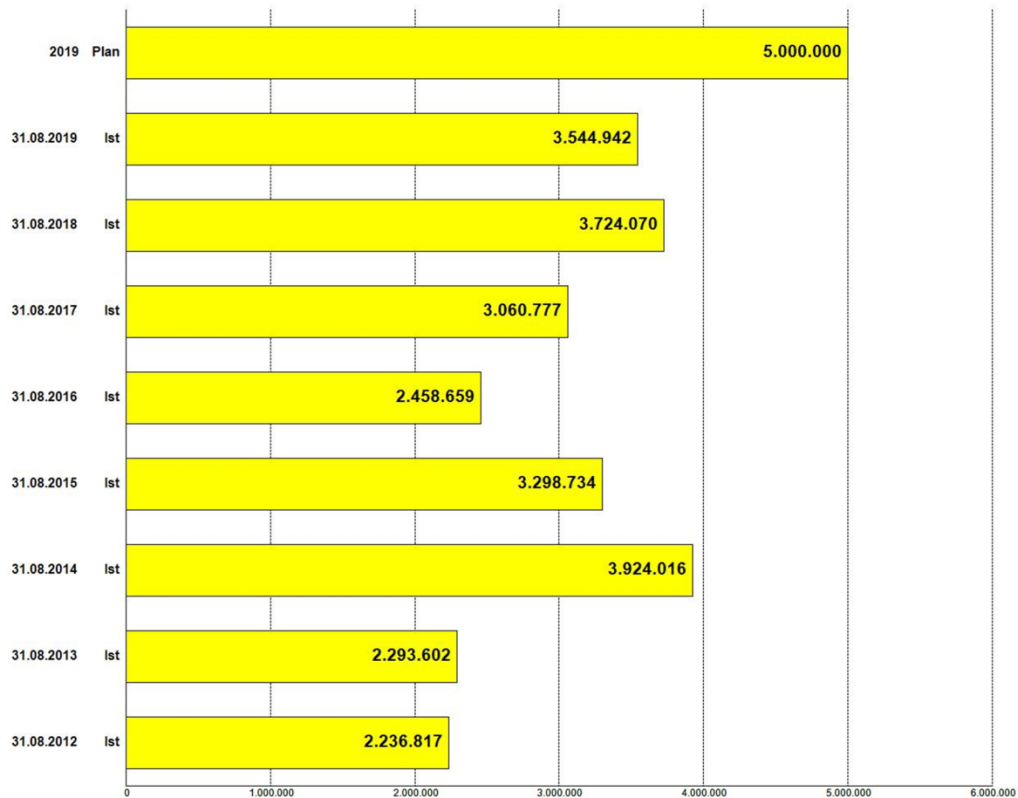 2019 Plan 5.000.000
31.08.2019 Ist 3.544.942
31.08.2018 Ist 3.724.070
31.08.2017 Ist 3.060.777
31.08.2016 Ist 2.458.659
31.08.2015 Ist 3.298.734
31.08.2014 Ist 3.924.016
31.08.2013 Ist 2.293.602
31.08.2012 Ist 2.236.817
0 1.000.000 2.000.000 3.000.000 4.000.000 5.000.000 6.000.000